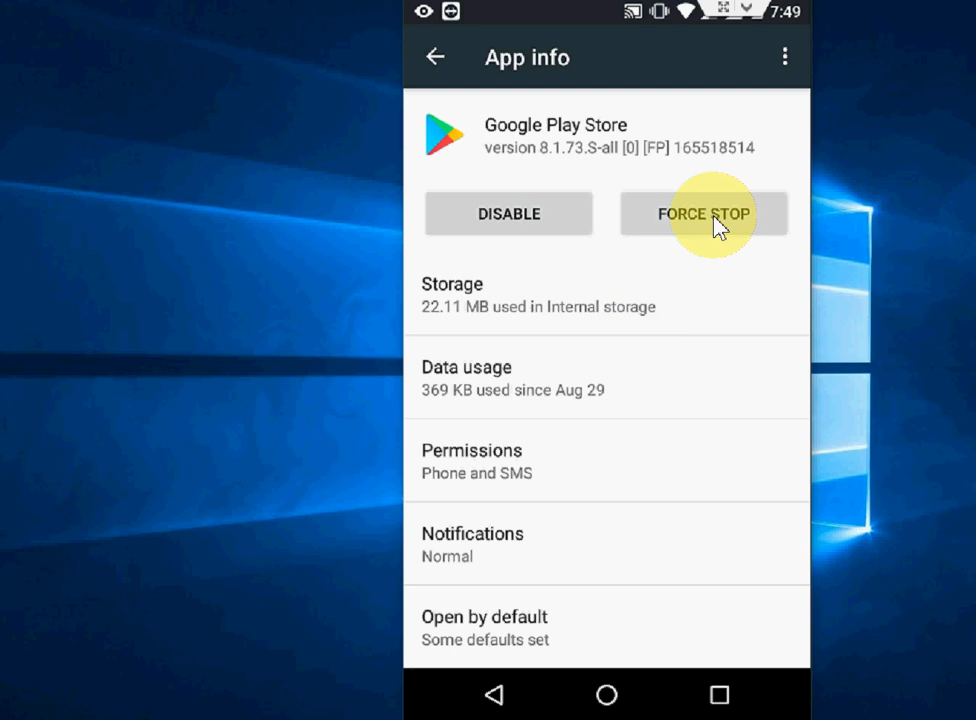 7:49
App info
Google Play Store
version 8.1.73.S-all [0] [FP] 165518514
DISABLE
FORCE STOP
Storage
22.11 MB used in Internal storage
Data usage
369 KB used since Aug 29
Permissions
Phone and SMS
Notifications
Normal
Open by default
Some defaults set